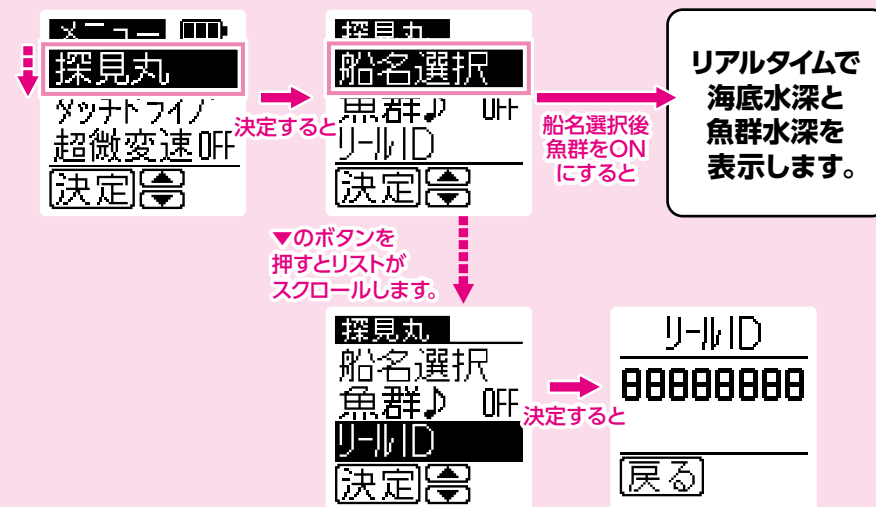 メニュー
探見丸
タッチドライブ
超微変速OFF
決定
決定すると
探見丸
船名選択
魚群♪ OFF
リールID
決定
船名選択後
魚群をON
にすると
リアルタイムで
海底水深と
魚群水深を
表示します。
▼のボタンを
押すとリストが
スクロールします。
探見丸
船名選択
魚群♪ OFF
リールID
決定
決定すると
リールID
88888888
戻る